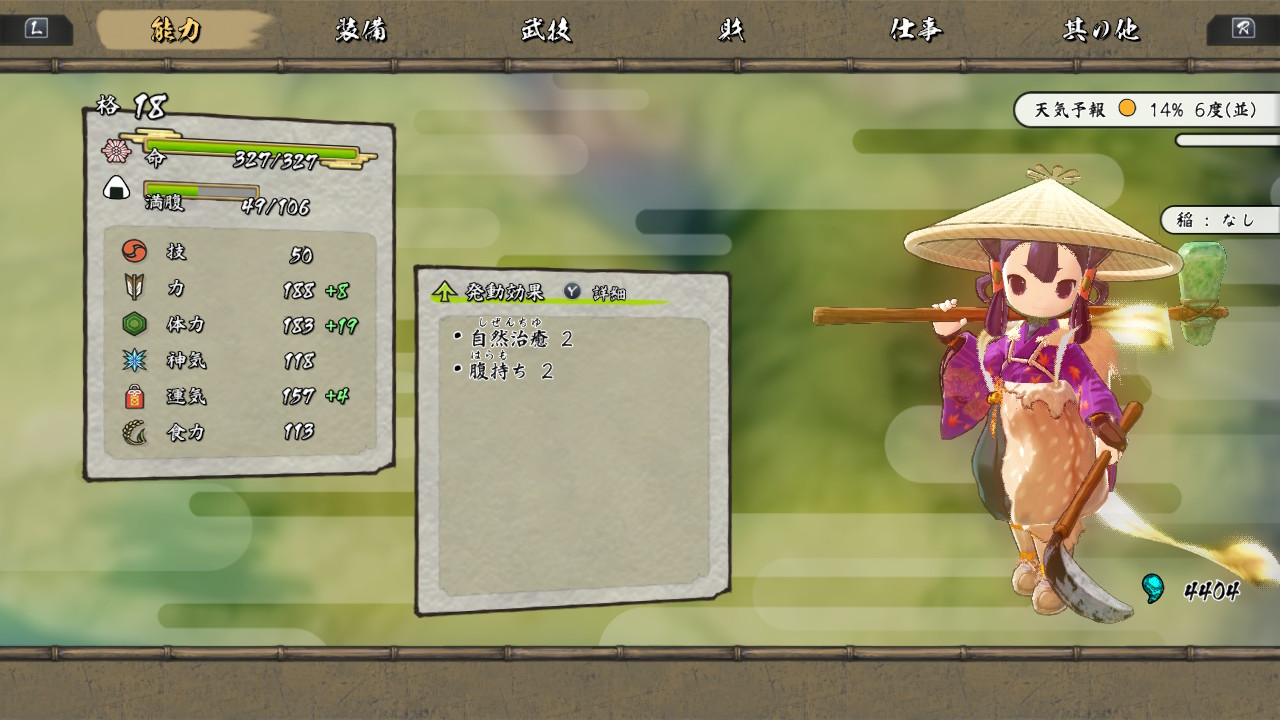 L 能力 装備 武技 財 仕事 其の他 R
格 18
命 327/327
満腹 49/106
技 50
力 188 +8
体力 183 +19
神気 118
運気 157 +4
食力 113
発動効果 Y 詳細
しぜんちゆ
• 自然治癒 2
はらも
• 腹持ち 2
天気予報 14% 6度(並)
稲 : なし
4404